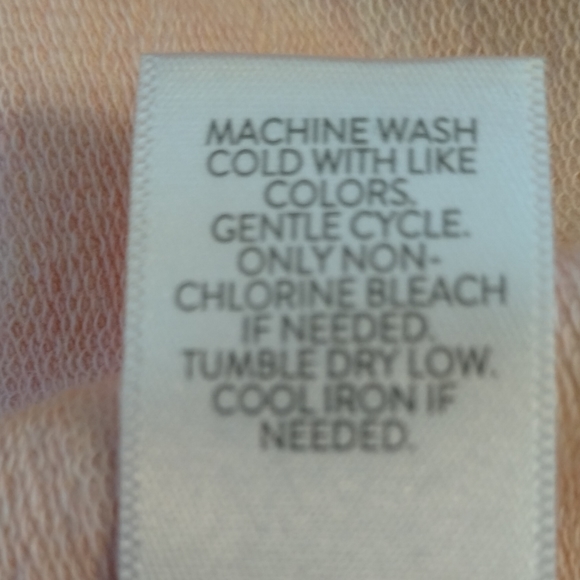 MACHINE WASH
COLD WITH LIKE
COLORS.
GENTLE CYCLE.
ONLY NON-
CHLORINE BLEACH
IF NEEDED.
TUMBLE DRY LOW.
COOL IRON IF
NEEDED.